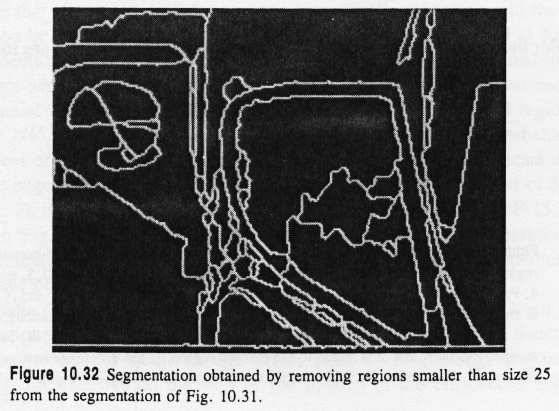 Figure 10.32 Segmentation obtained by removing regions smaller than size 25
from the segmentation of Fig. 10.31.